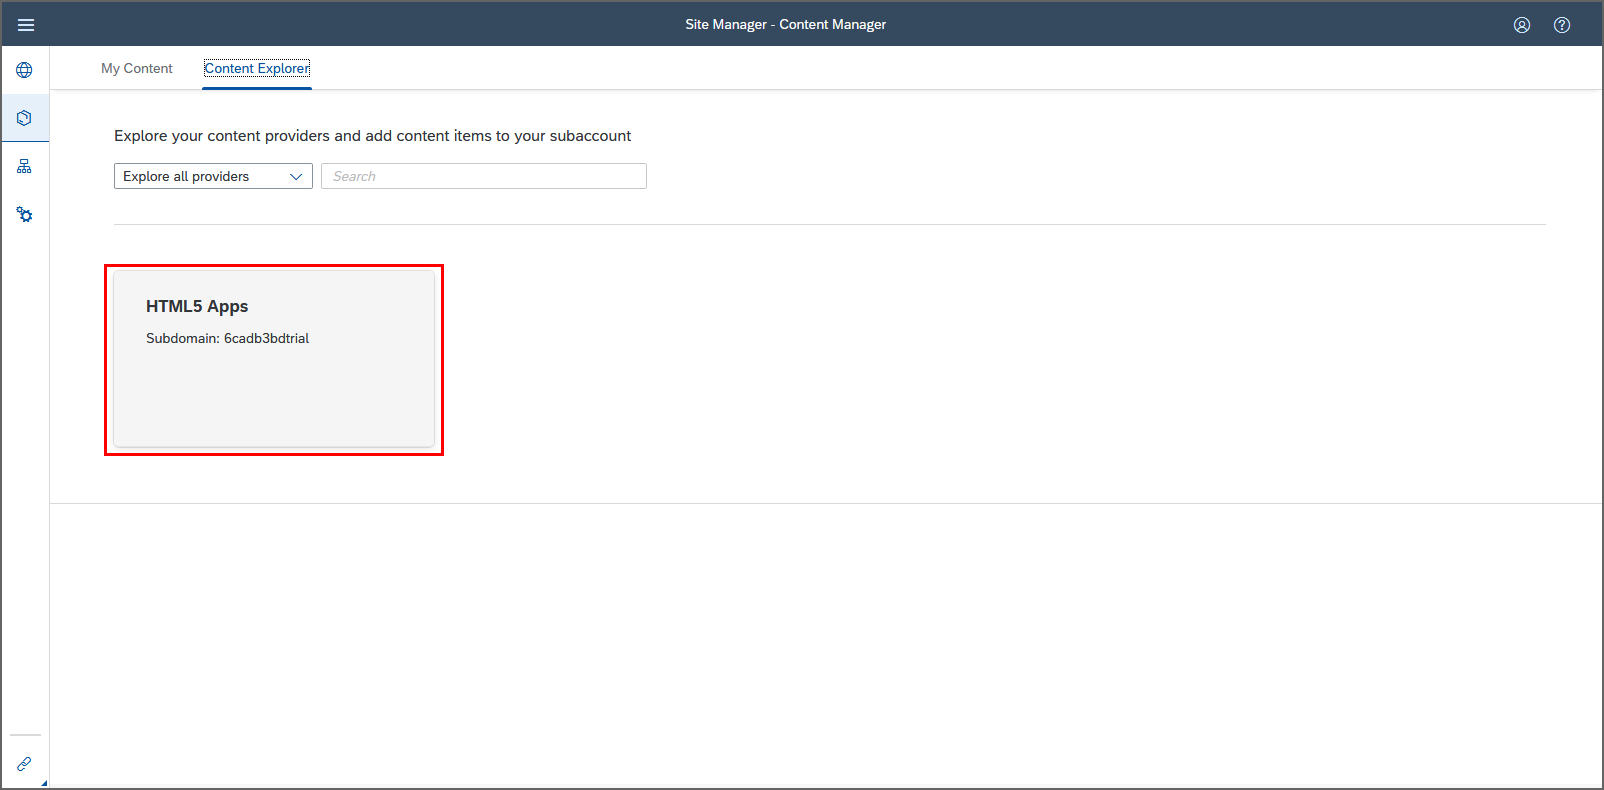 Site Manager - Content Manager
My Content
Content Explorer
Explore your content providers and add content items to your subaccount
Explore all providers
Search
HTML5 Apps
Subdomain: 6cadb3bdtrial